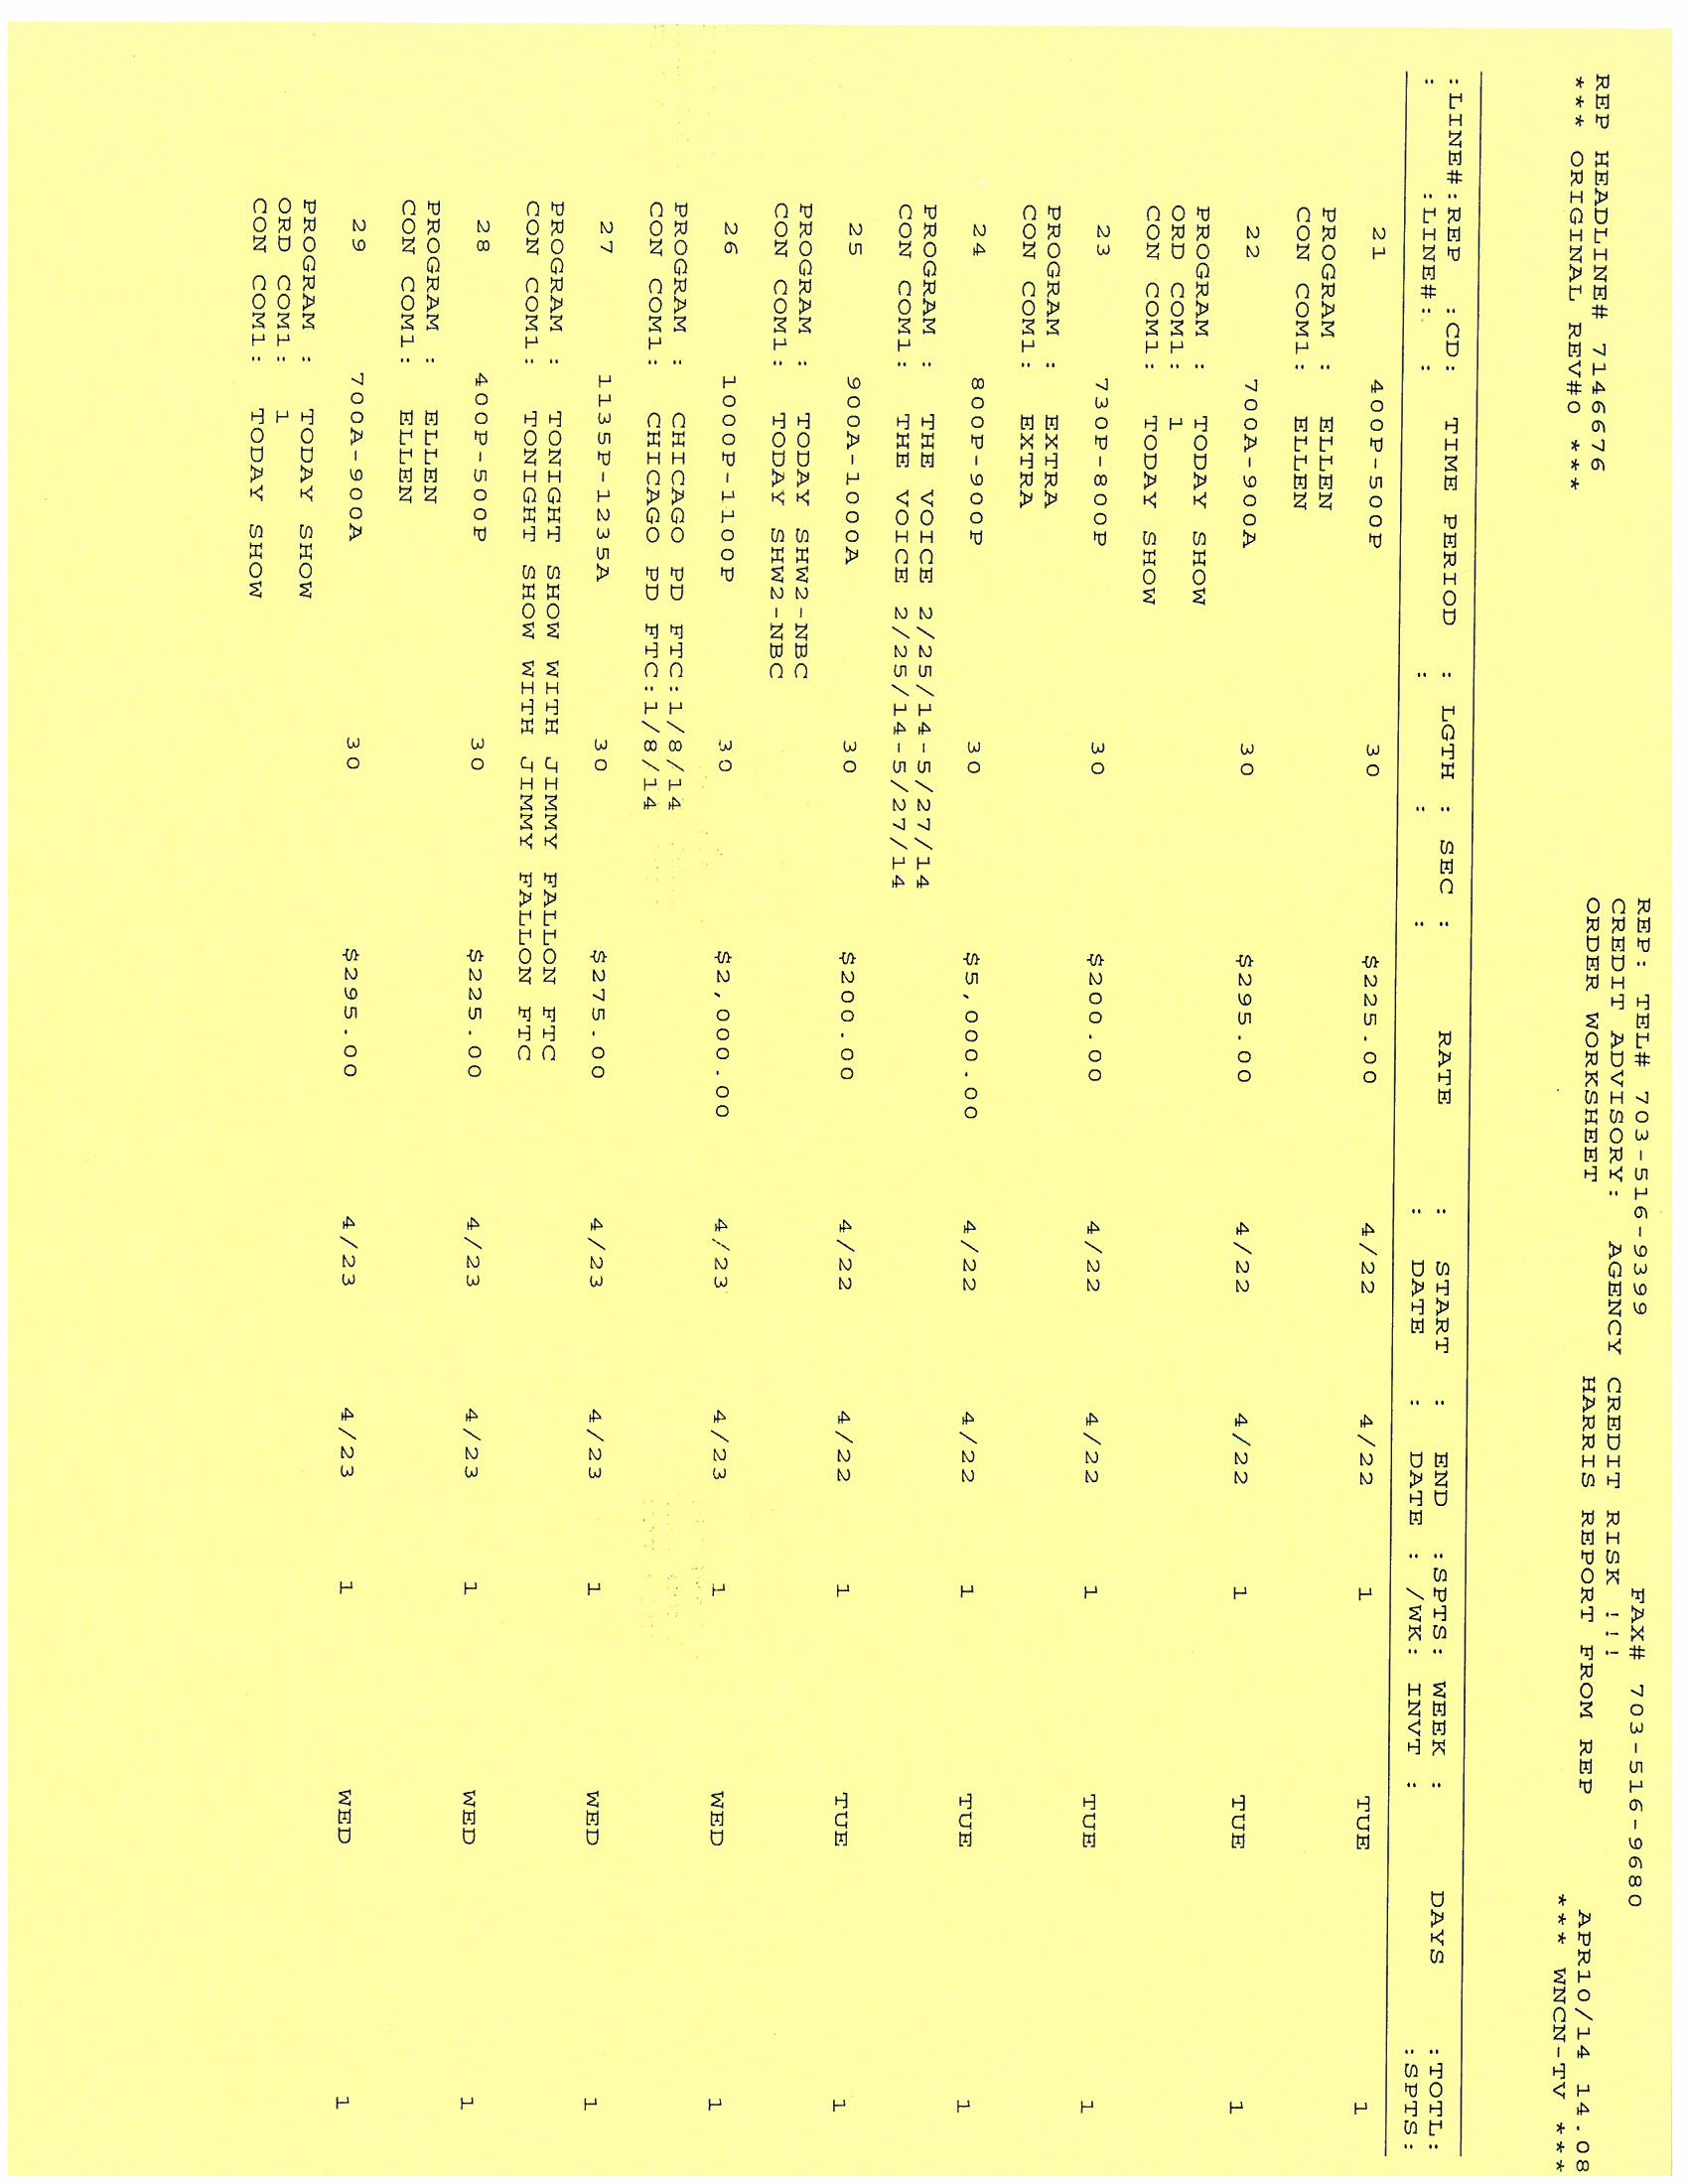 REP: TEL# 703-516-9399 FAX# 703-516-9680
CREDIT ADVISORY: AGENCY CREDIT RISK !!!
REP HEADLINE# 7146676 ORDER WORKSHEET HARRIS REPORT FROM REP APR10/14 14.08
*** ORIGINAL REV#0 *** *** WNCN-TV ***
:LINE#:REP :CD: TIME PERIOD : LGTH : SEC : RATE : START : END :SPTS: WEEK : DAYS :TOTL:
: :LINE#: : : : : : DATE : DATE : /WK: INVT : :SPTS:
21 400P-500P 30 $225.00 4/22 4/22 1 TUE 1
PROGRAM : ELLEN
CON COM1: ELLEN
22 700A-900A 30 $295.00 4/22 4/22 1 TUE 1
PROGRAM : TODAY SHOW
ORD COM1: 1
CON COM1: TODAY SHOW
23 730P-800P 30 $200.00 4/22 4/22 1 TUE 1
PROGRAM : EXTRA
CON COM1: EXTRA
24 800P-900P 30 $5,000.00 4/22 4/22 1 TUE 1
PROGRAM : THE VOICE 2/25/14-5/27/14
CON COM1: THE VOICE 2/25/14-5/27/14
25 900A-1000A 30 $200.00 4/22 4/22 1 TUE 1
PROGRAM : TODAY SHW2-NBC
CON COM1: TODAY SHW2-NBC
26 1000P-1100P 30 $2,000.00 4/23 4/23 1 WED 1
PROGRAM : CHICAGO PD FTC:1/8/14
CON COM1: CHICAGO PD FTC:1/8/14
27 1135P-1235A 30 $275.00 4/23 4/23 1 WED 1
PROGRAM : TONIGHT SHOW WITH JIMMY FALLON FTC
CON COM1: TONIGHT SHOW WITH JIMMY FALLON FTC
28 400P-500P 30 $225.00 4/23 4/23 1 WED 1
PROGRAM : ELLEN
CON COM1: ELLEN
29 700A-900A 30 $295.00 4/23 4/23 1 WED 1
PROGRAM : TODAY SHOW
ORD COM1: 1
CON COM1: TODAY SHOW